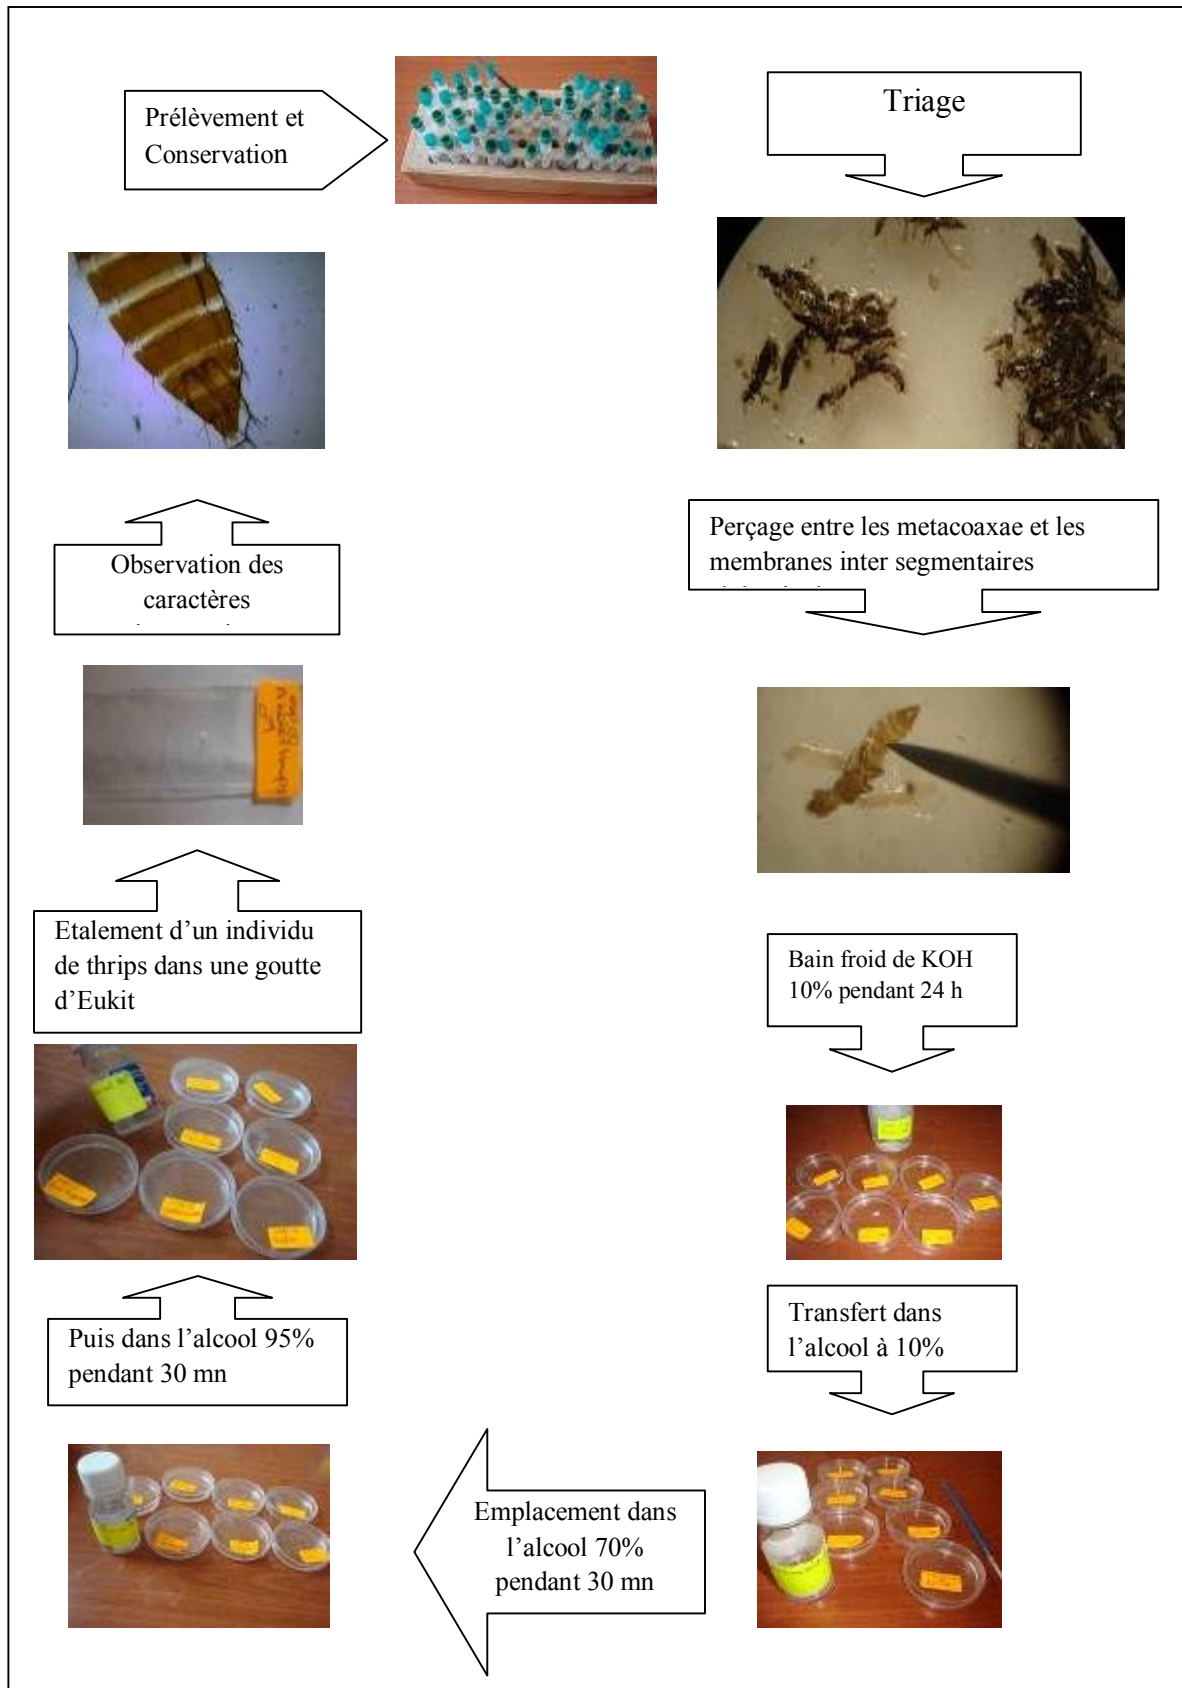 Prélèvement et
Conservation
Triage
Perçage entre les metacoaxae et les
membranes inter segmentaires
Bain froid de KOH
10% pendant 24 h
Transfert dans
l’alcool à 10%
Emplacement dans
l’alcool 70%
pendant 30 mn
Puis dans l’alcool 95%
pendant 30 mn
Etalement d’un individu
de thrips dans une goutte
d’Eukit
Observation des
caractères